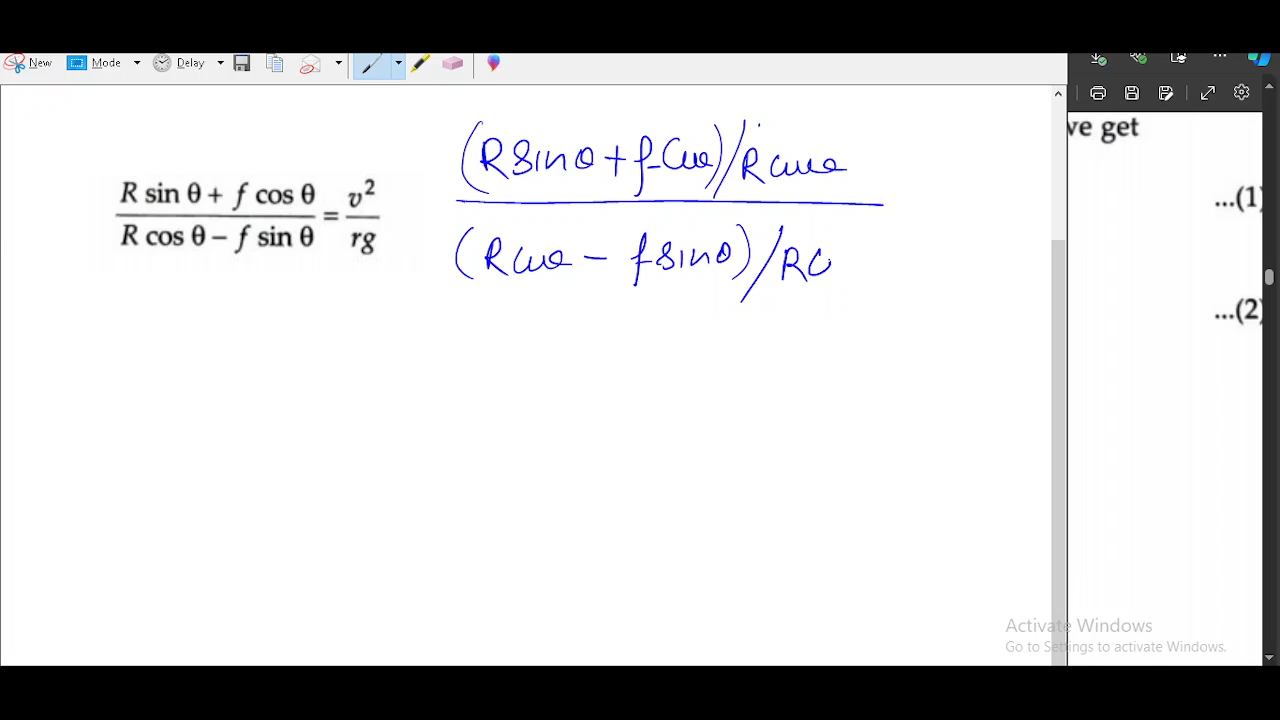 New Mode Delay
ve get
R sin θ + f cos θ / R cos θ − f sin θ = v² / rg
(R sin θ + f cos θ) / R cos θ
(R cos θ − f sin θ) / R C
...(1)
...(2)
Activate Windows
Go to Settings to activate Windows.